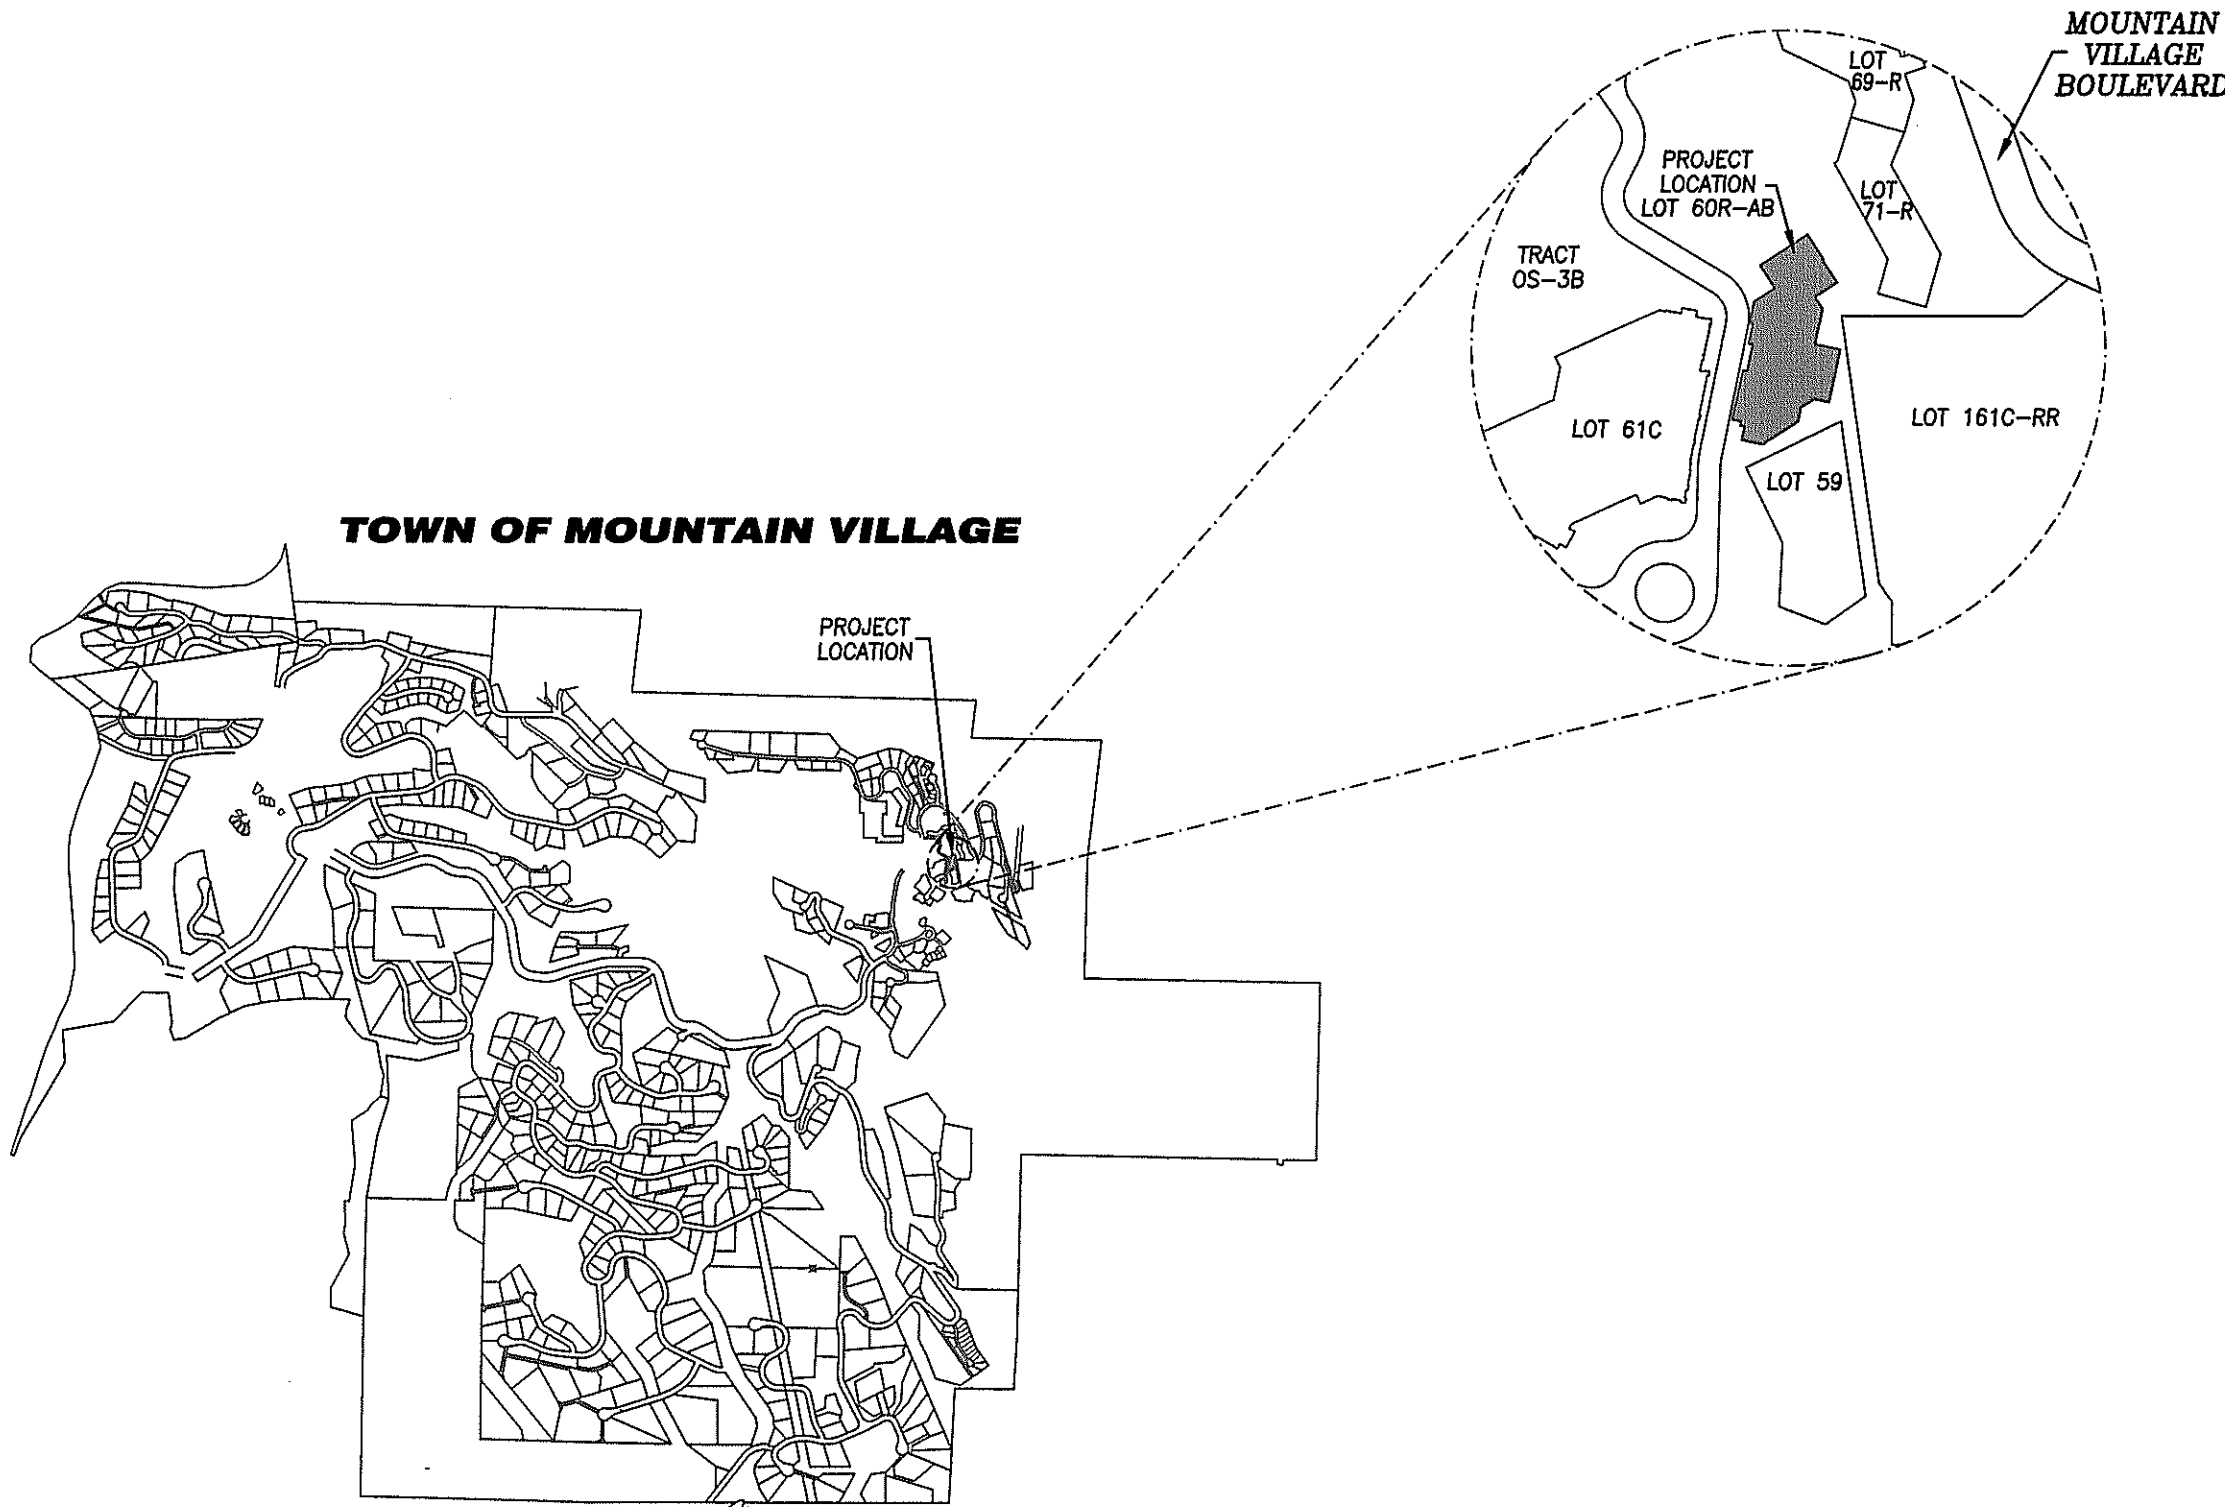 MOUNTAIN
VILLAGE
BOULEVARD
LOT
69-R
PROJECT
LOCATION
LOT 60R-AB
LOT
71-R
TRACT
OS-3B
LOT 61C
LOT 161C-RR
LOT 59
TOWN OF MOUNTAIN VILLAGE
PROJECT
LOCATION